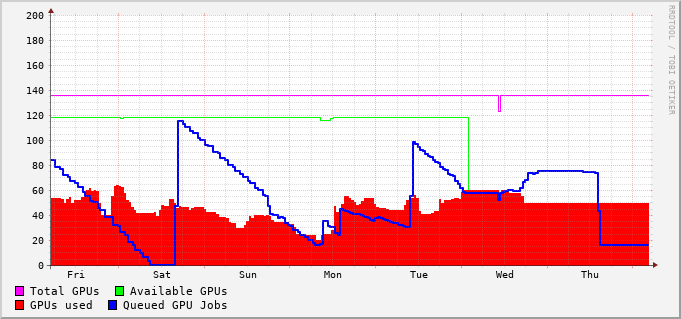 200
180
160
140
120
100
80
60
40
20
0
Fri Sat Sun Mon Tue Wed Thu
Total GPUs Available GPUs
GPUs used Queued GPU Jobs
RRDTOOL / TOBI OETIKER